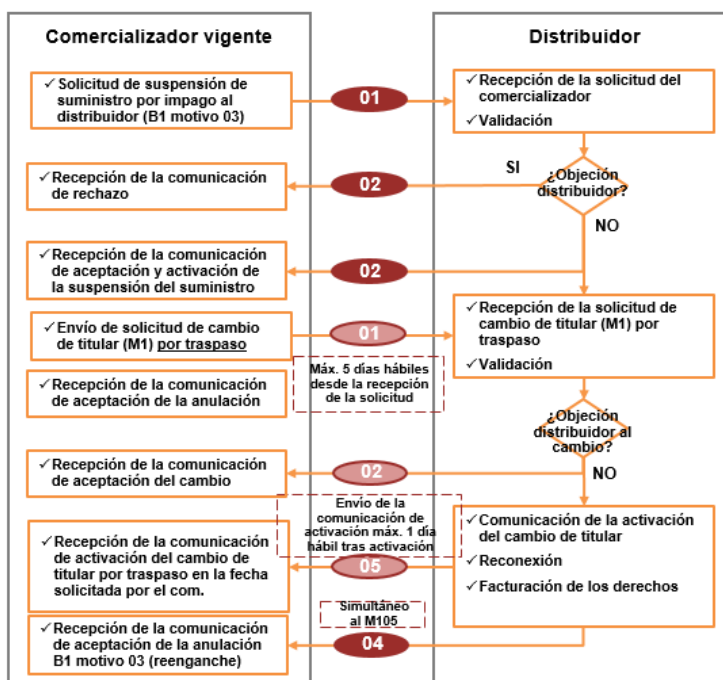 Comercializador vigente
Distribuidor
✓ Solicitud de suspensión de
suministro por impago al
distribuidor (B1 motivo 03)
01
✓ Recepción de la solicitud del
comercializador
✓ Validación
✓ Recepción de la comunicación
de rechazo
02
SI
¿Objeción
distribuidor?
NO
✓ Recepción de la comunicación
de aceptación y activación de
la suspensión del suministro
02
✓ Envío de solicitud de cambio
de titular (M1) por traspaso
01
✓ Recepción de la solicitud de
cambio de titular (M1) por
traspaso
✓ Validación
Máx. 5 días hábiles
desde la recepción
de la solicitud
✓ Recepción de la comunicación
de aceptación de la anulación
¿Objeción
distribuidor al
cambio?
NO
✓ Recepción de la comunicación
de aceptación del cambio
02
Envío de la
comunicación de
activación máx. 1 día
hábil tras activación
✓ Recepción de la comunicación
de activación del cambio de
titular por traspaso en la fecha
solicitada por el com.
05
✓ Comunicación de la activación
del cambio de titular
✓ Reconexión
✓ Facturación de los derechos
Simultáneo
al M105
✓ Recepción de la comunicación
de aceptación de la anulación
B1 motivo 03 (reenganche)
04